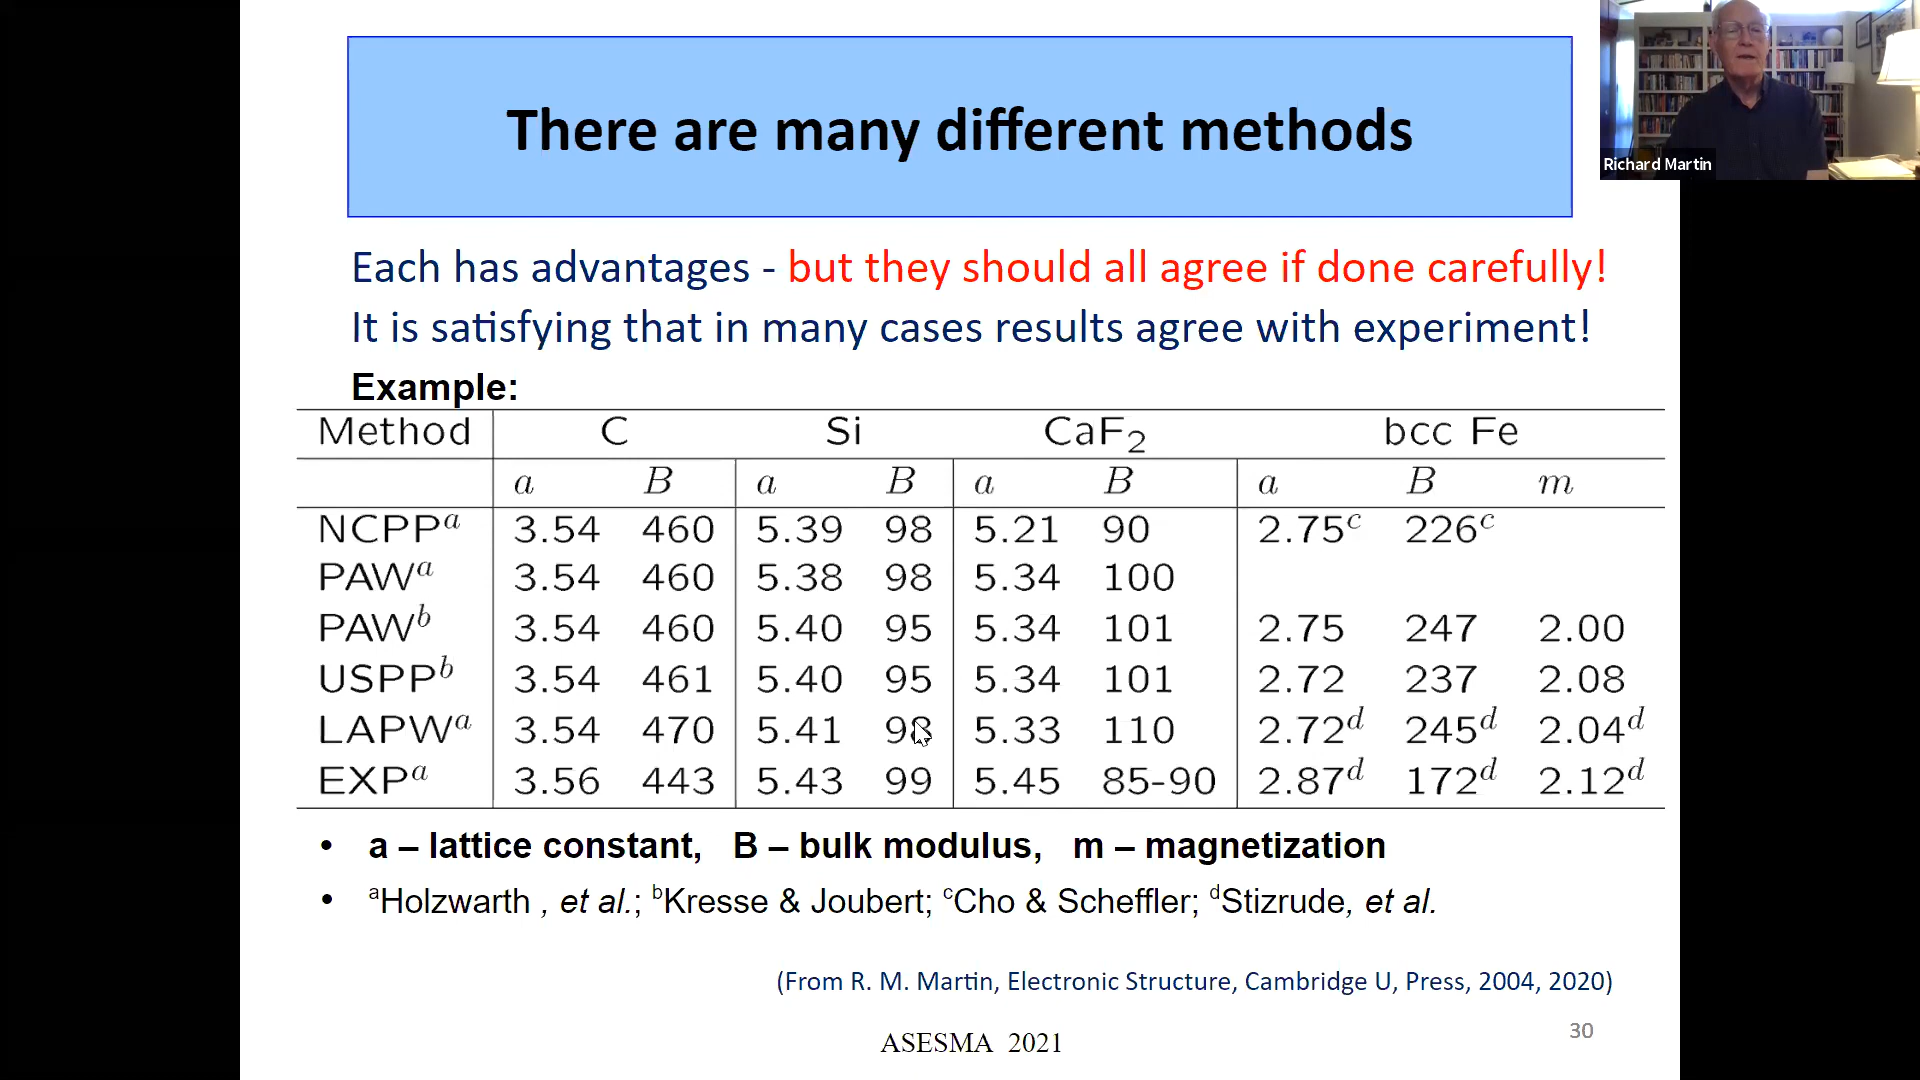 There are many different methods
Richard Martin
Each has advantages - but they should all agree if done carefully!
It is satisfying that in many cases results agree with experiment!
Example:
Method C Si CaF₂ bcc Fe
a B a B a B a B m
NCPPᵃ 3.54 460 5.39 98 5.21 90 2.75ᶜ 226ᶜ
PAWᵃ 3.54 460 5.38 98 5.34 100
PAWᵇ 3.54 460 5.40 95 5.34 101 2.75 247 2.00
USPPᵇ 3.54 461 5.40 95 5.34 101 2.72 237 2.08
LAPWᵃ 3.54 470 5.41 98 5.33 110 2.72ᵈ 245ᵈ 2.04ᵈ
EXPᵃ 3.56 443 5.43 99 5.45 85-90 2.87ᵈ 172ᵈ 2.12ᵈ
• a – lattice constant, B – bulk modulus, m – magnetization
• ᵃHolzwarth , et al.; ᵇKresse & Joubert; ᶜCho & Scheffler; ᵈStizrude, et al.
(From R. M. Martin, Electronic Structure, Cambridge U, Press, 2004, 2020)
ASESMA 2021
30